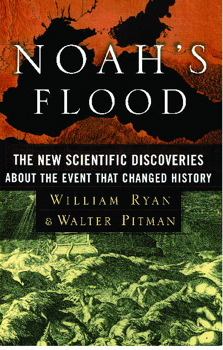 NOAH'S
FLOOD
THE NEW SCIENTIFIC DISCOVERIES
ABOUT THE EVENT THAT CHANGED HISTORY
WILLIAM RYAN
& WALTER PITMAN